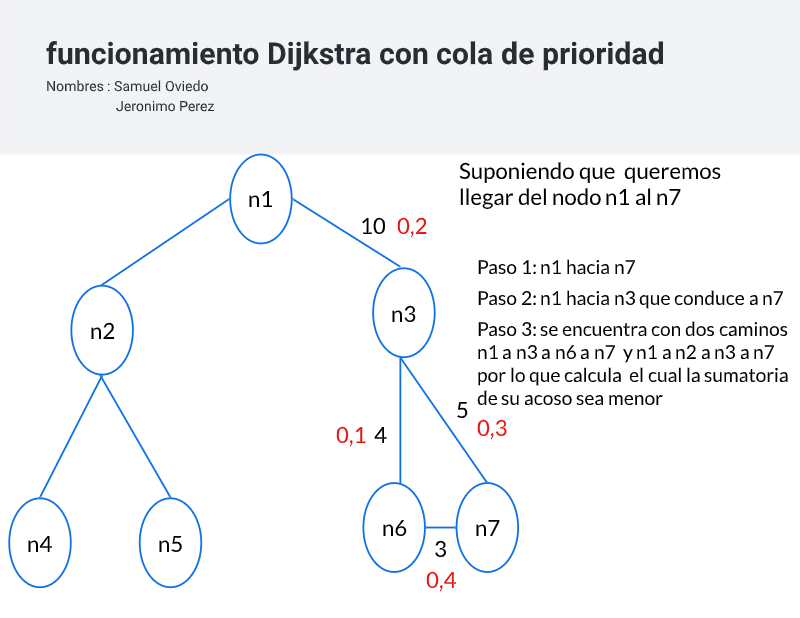 funcionamiento Dijkstra con cola de prioridad
Nombres : Samuel Oviedo
Jeronimo Perez
n1
Suponiendo que queremos
llegar del nodo n1 al n7
10 0,2
Paso 1: n1 hacia n7
Paso 2: n1 hacia n3 que conduce a n7
n2
n3
Paso 3: se encuentra con dos caminos
n1 a n3 a n6 a n7 y n1 a n2 a n3 a n7
por lo que calcula el cual la sumatoria
de su acoso sea menor
5
0,3
0,1 4
n4
n5
n6
n7
3
0,4